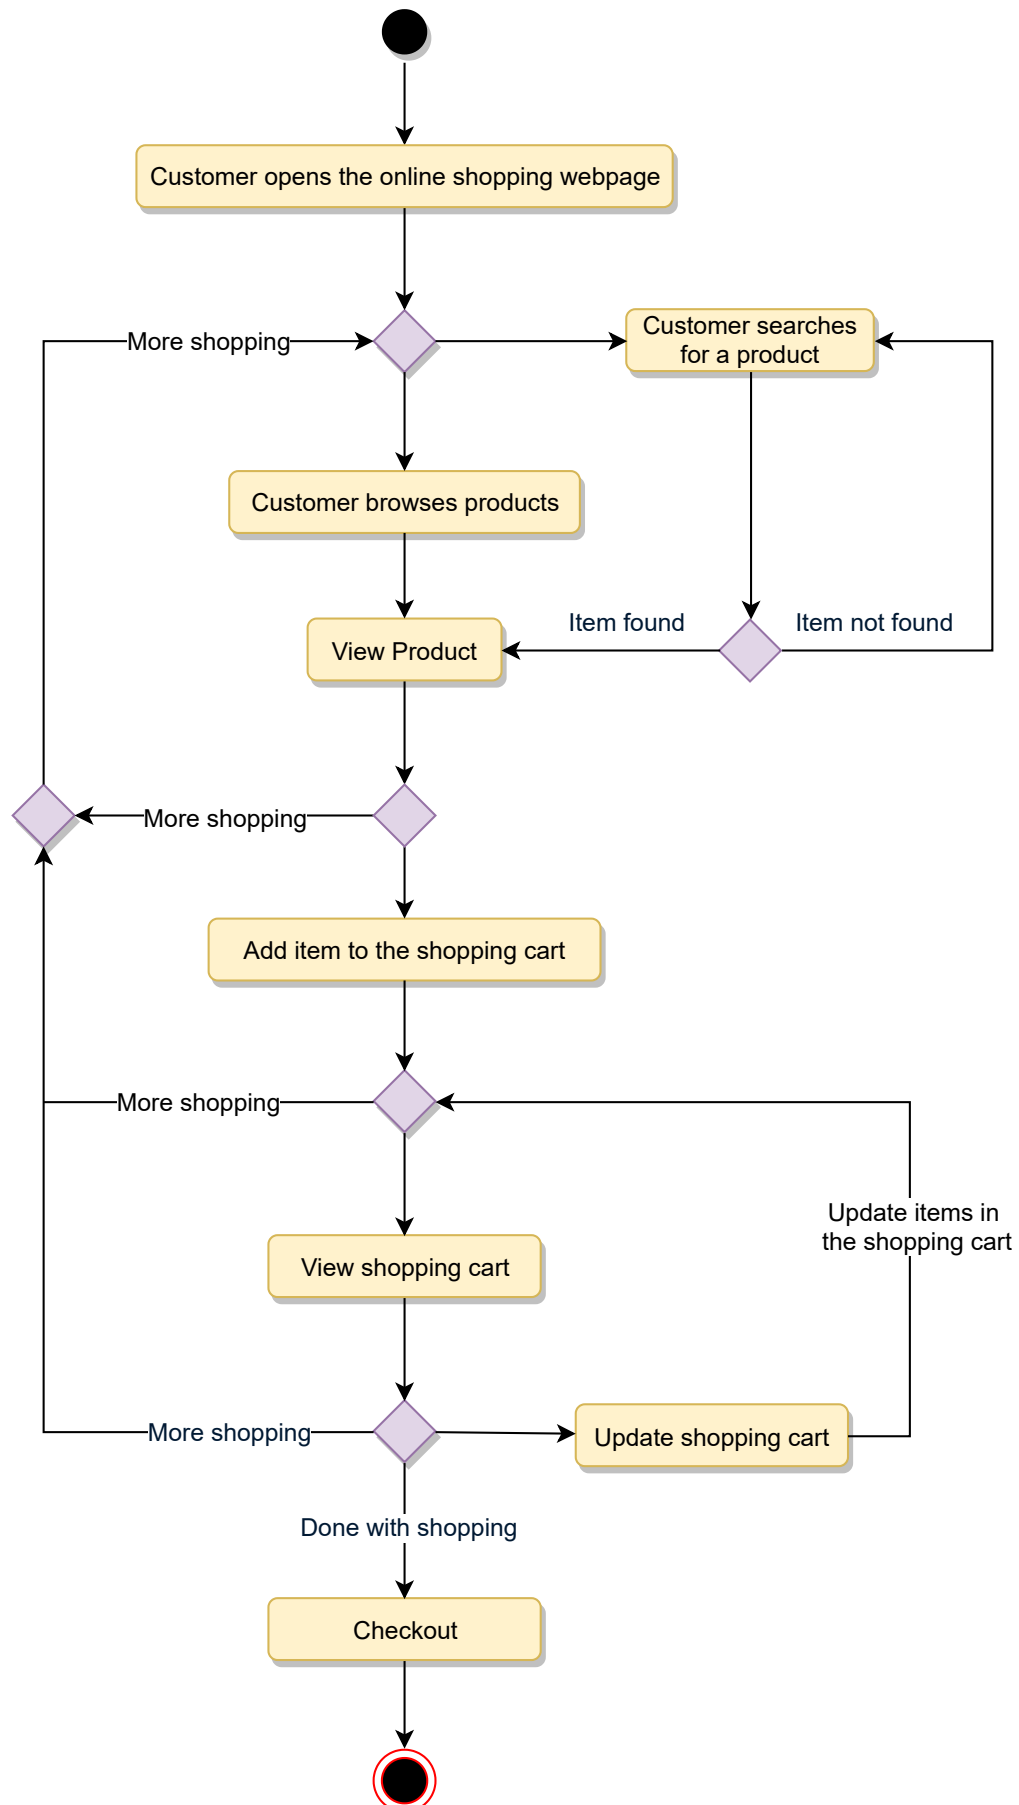 Customer opens the online shopping webpage
More shopping
Customer searches
for a product
Customer browses products
Item found
Item not found
View Product
More shopping
Add item to the shopping cart
More shopping
Update items in
the shopping cart
View shopping cart
More shopping
Update shopping cart
Done with shopping
Checkout